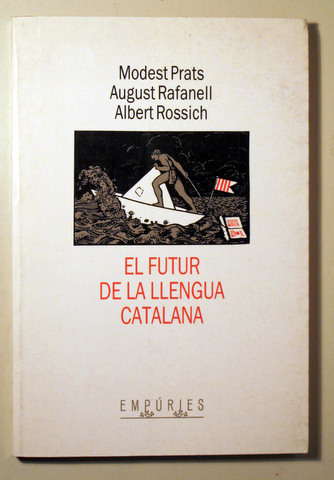 Modest Prats
August Rafanell
Albert Rossich
EL FUTUR
DE LA LLENGUA
CATALANA
EMPÚRIES